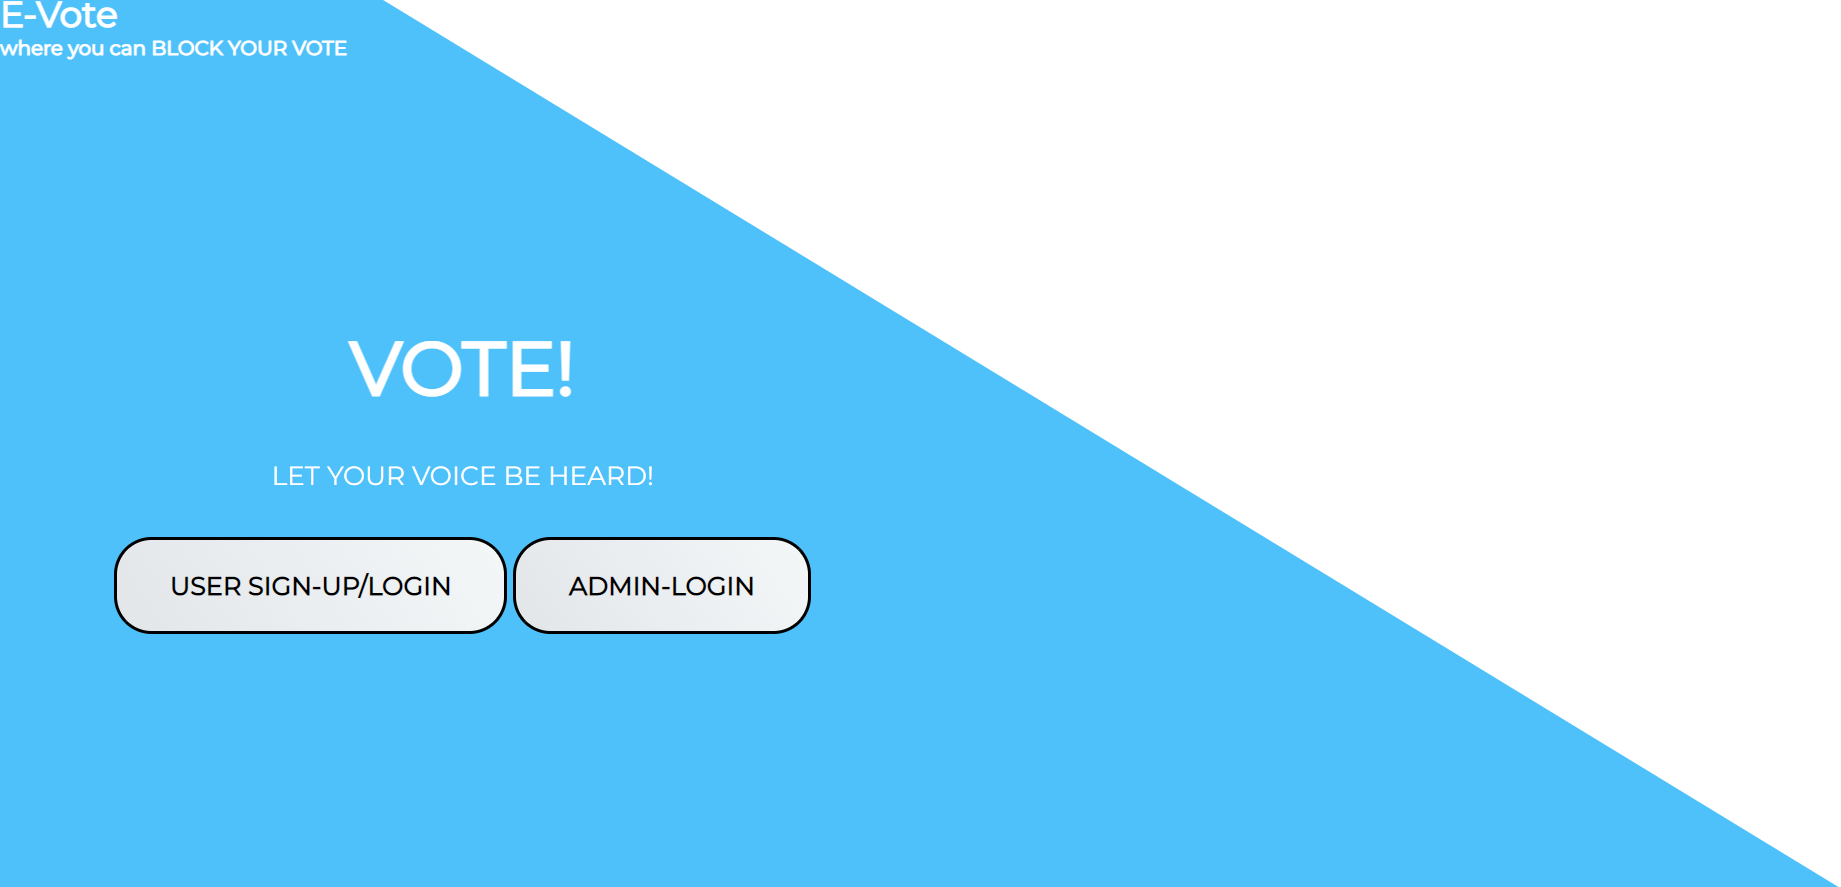 E-Vote
where you can BLOCK YOUR VOTE
VOTE!
LET YOUR VOICE BE HEARD!
USER SIGN-UP/LOGIN
ADMIN-LOGIN